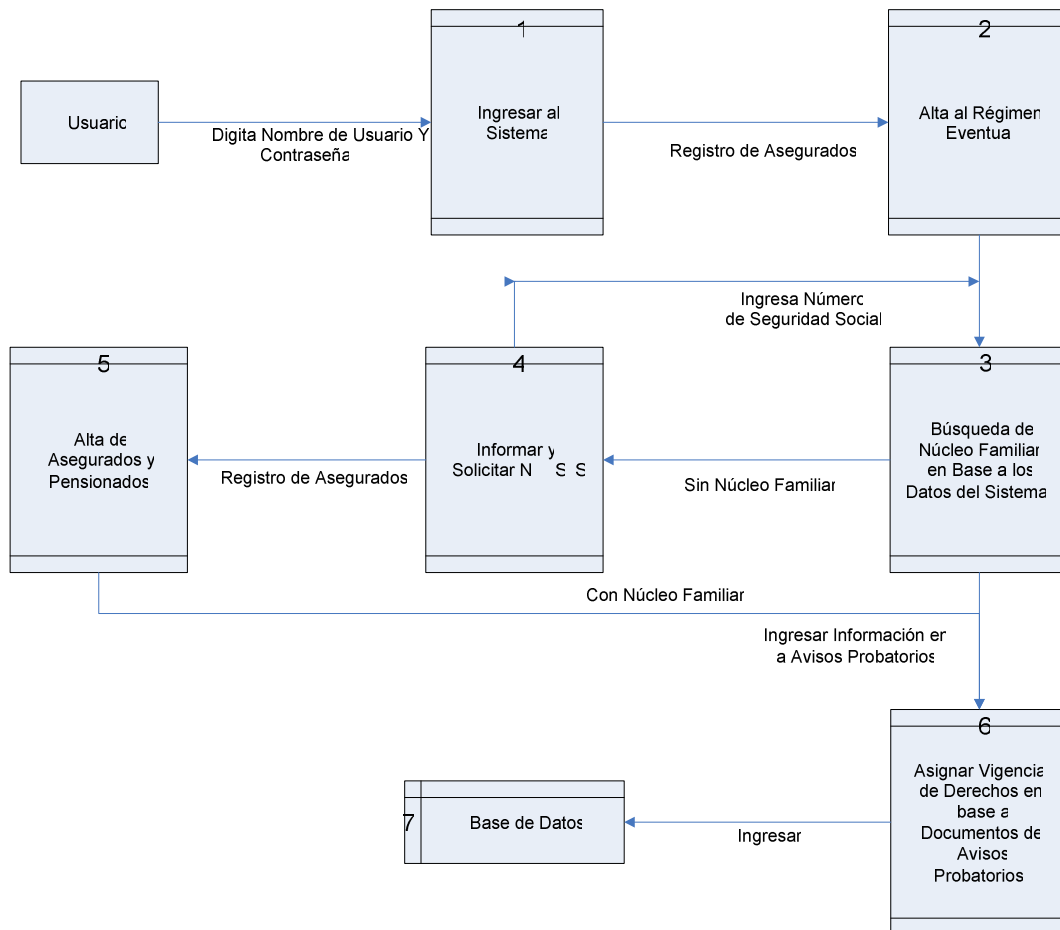 1
2
Usuario
Digita Nombre de Usuario Y
Contraseña
Ingresar al
Sistema
Registro de Asegurados
Alta al Régimen
Eventua
Ingresa Número
de Seguridad Social
5
4
3
Alta de
Asegurados y
Pensionados
Registro de Asegurados
Informar y
Solicitar N S S
Sin Núcleo Familiar
Búsqueda de
Núcleo Familiar
en Base a los
Datos del Sistema
Con Núcleo Familiar
Ingresar Información en
a Avisos Probatorios
6
7
Base de Datos
Ingresar
Asignar Vigencia
de Derechos en
base a
Documentos de
Avisos
Probatorios